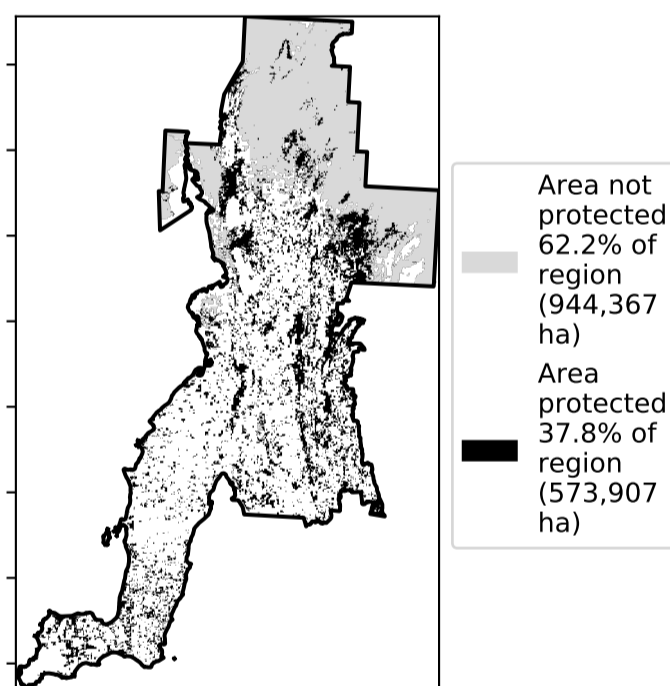 Area not
protected
62.2% of
region
(944,367
ha)
Area
protected
37.8% of
region
(573,907
ha)